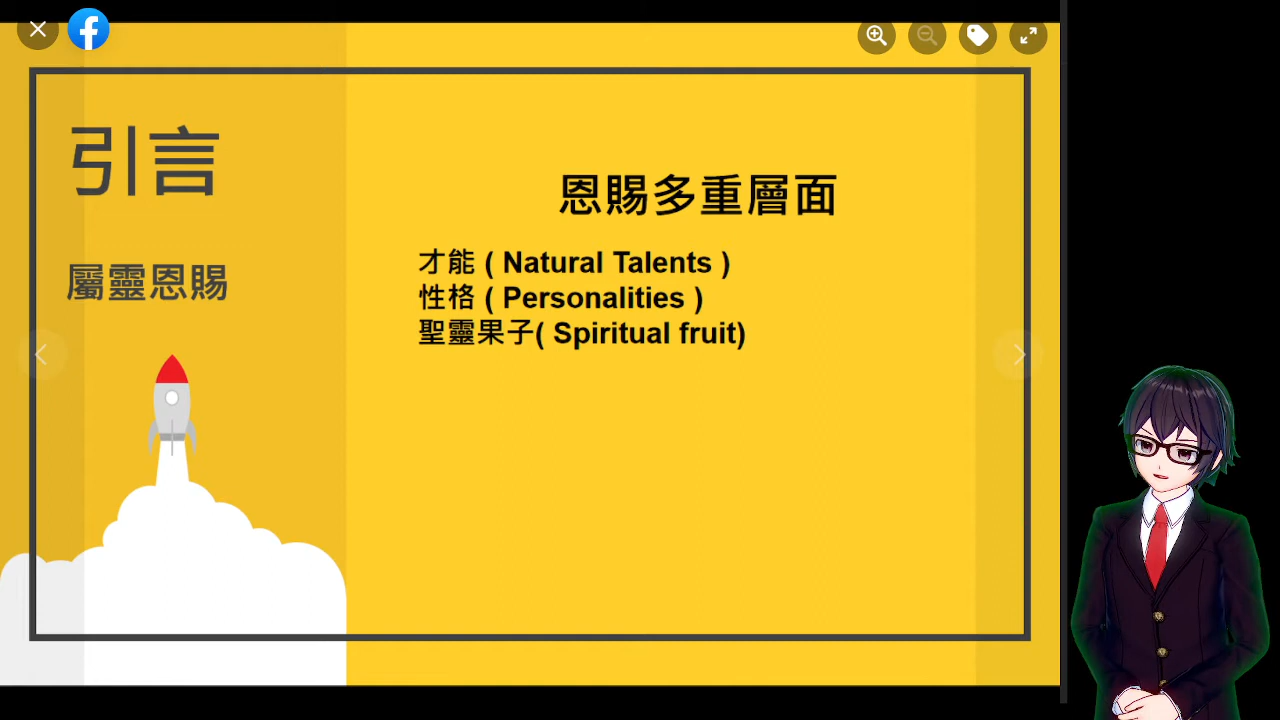 引言
屬靈恩賜
恩賜多重層面
才能 ( Natural Talents )
性格 ( Personalities )
聖靈果子( Spiritual fruit)